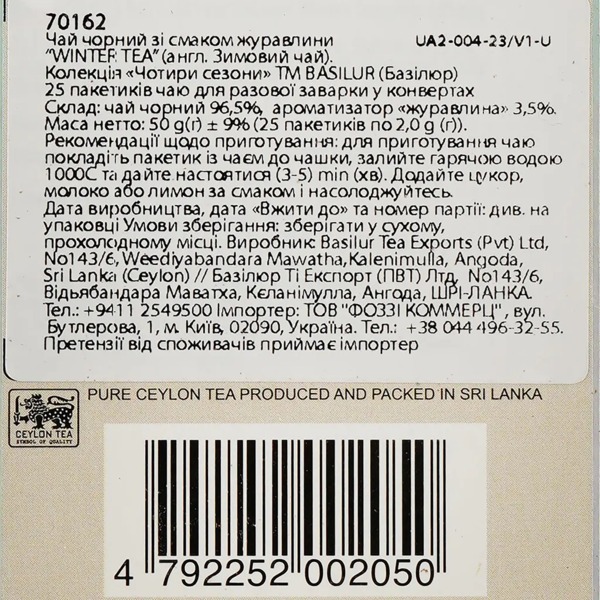 70162
Чай чорний зі смаком журавлини UA2-004-23/V1-U
"WINTER TEA" (англ. Зимовий чай).
Колекція «Чотири сезони» ТМ BASILUR (Базілюр)
25 пакетиків чаю для разової заварки у конвертах
Склад: чай чорний 96,5%, ароматизатор «журавлина» 3,5%.
Маса нетто: 50 g(г) ± 9% (25 пакетиків по 2,0 g (г)).
Рекомендації щодо приготування: для приготування чаю
покладіть пакетик із чаєм до чашки, залийте гарячою водою
1000С та дайте настоятися (3-5) min (хв). Додайте цукор,
молоко або лимон за смаком і насолоджуйтесь.
Дата виробництва, дата «Вжити до» та номер партії: див. на
упаковці Умови зберігання: зберігати у сухому,
прохолодному місці. Виробник: Basilur Tea Exports (Pvt) Ltd,
No143/6, Weediyabandara Mawatha, Kalenimulla, Angoda,
Sri Lanka (Ceylon) // Базілюр Ті Експорт (ПВТ) Лтд, No143/6,
Відьябандара Маватха, Кєланімулла, Ангода, ШРІ-ЛАНКА.
Тел.: +9411 2549500 Імпортер: ТОВ "ФОЗЗІ КОММЕРЦ", вул.
Бутлерова, 1, м. Київ, 02090, Україна. Тел.: +38 044 496-32-55.
Претензії від споживачів приймає імпортер
PURE CEYLON TEA PRODUCED AND PACKED IN SRI LANKA
CEYLON TEA
SYMBOL OF QUALITY
4 792252 002050